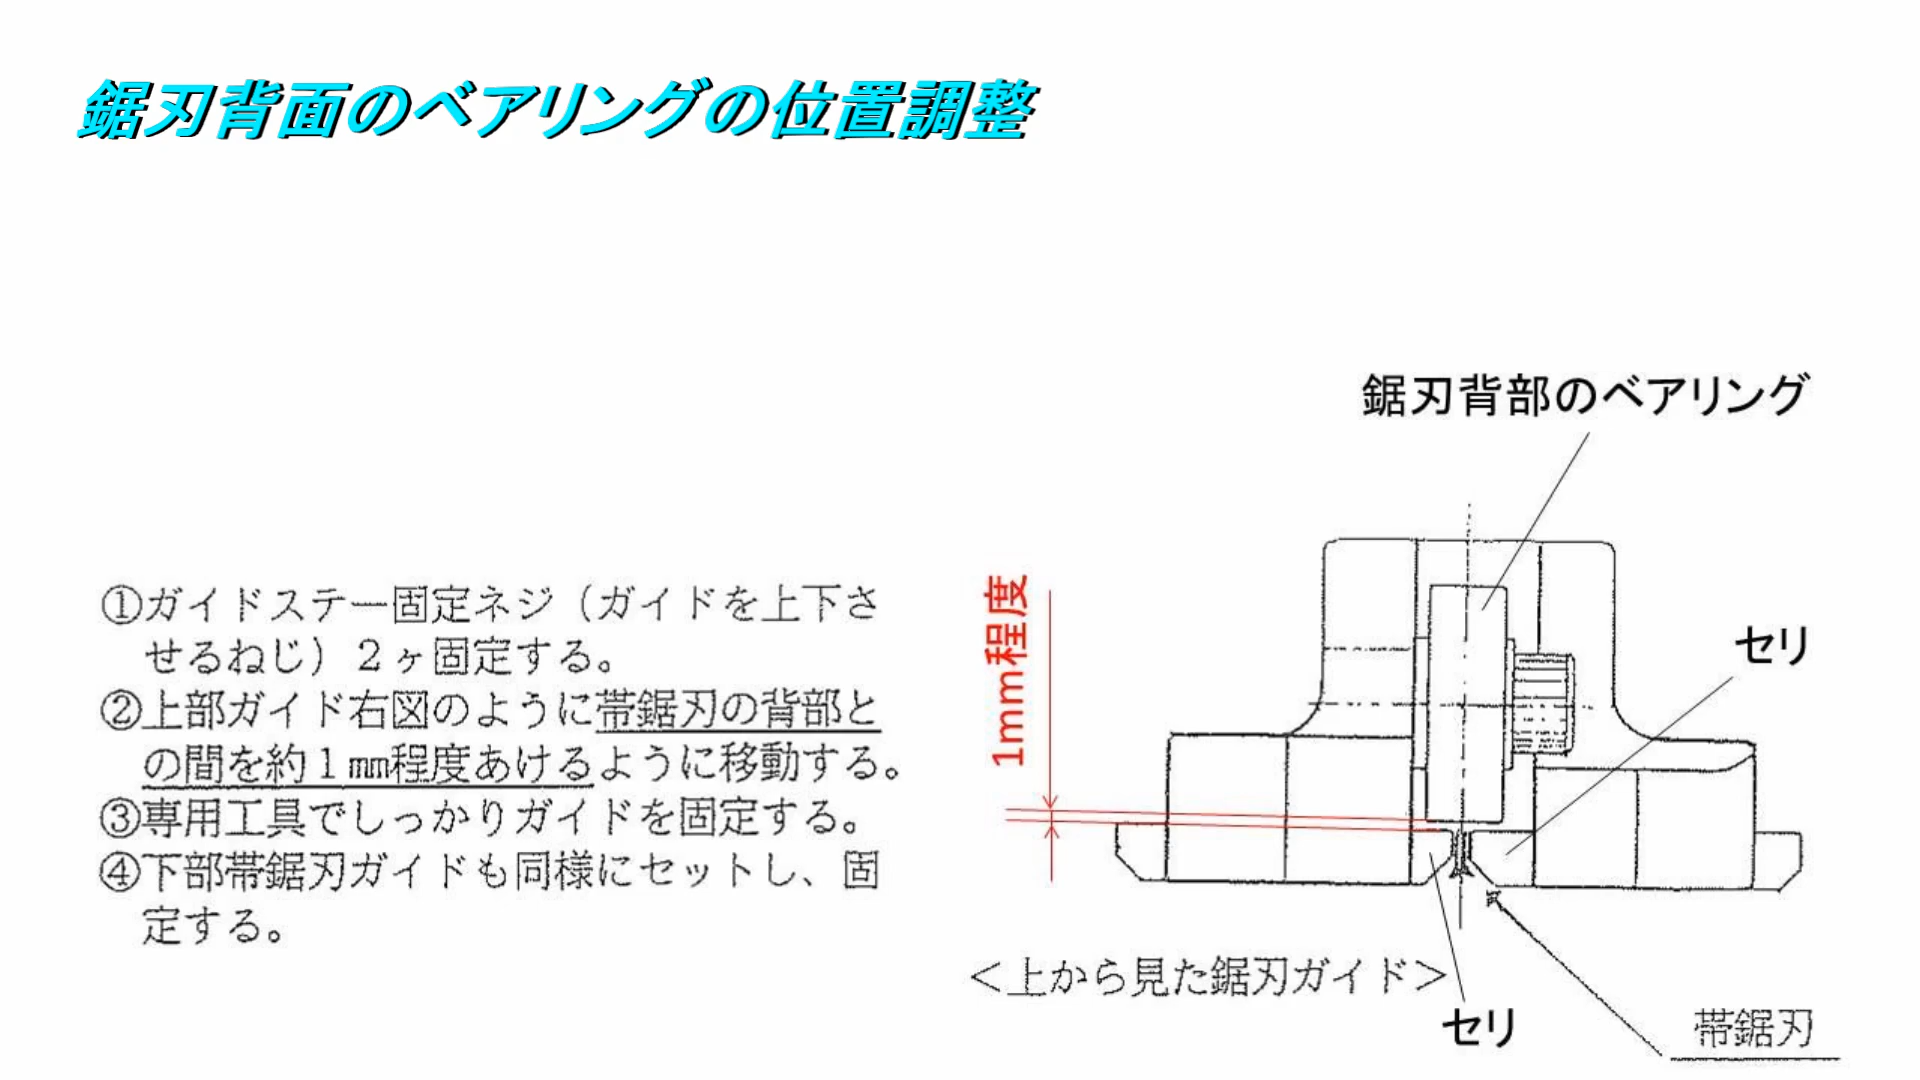 鋸刃背面のベアリングの位置調整
鋸刃背部のベアリング
①ガイドステー固定ネジ（ガイドを上下さ
せるねじ）２ヶ固定する。
②上部ガイド右図のように帯鋸刃の背部と
の間を約１㎜程度あけるように移動する。
③専用工具でしっかりガイドを固定する。
④下部帯鋸刃ガイドも同様にセットし、固
定する。
1mm程度
セリ
＜上から見た鋸刃ガイド＞
セリ
帯鋸刃